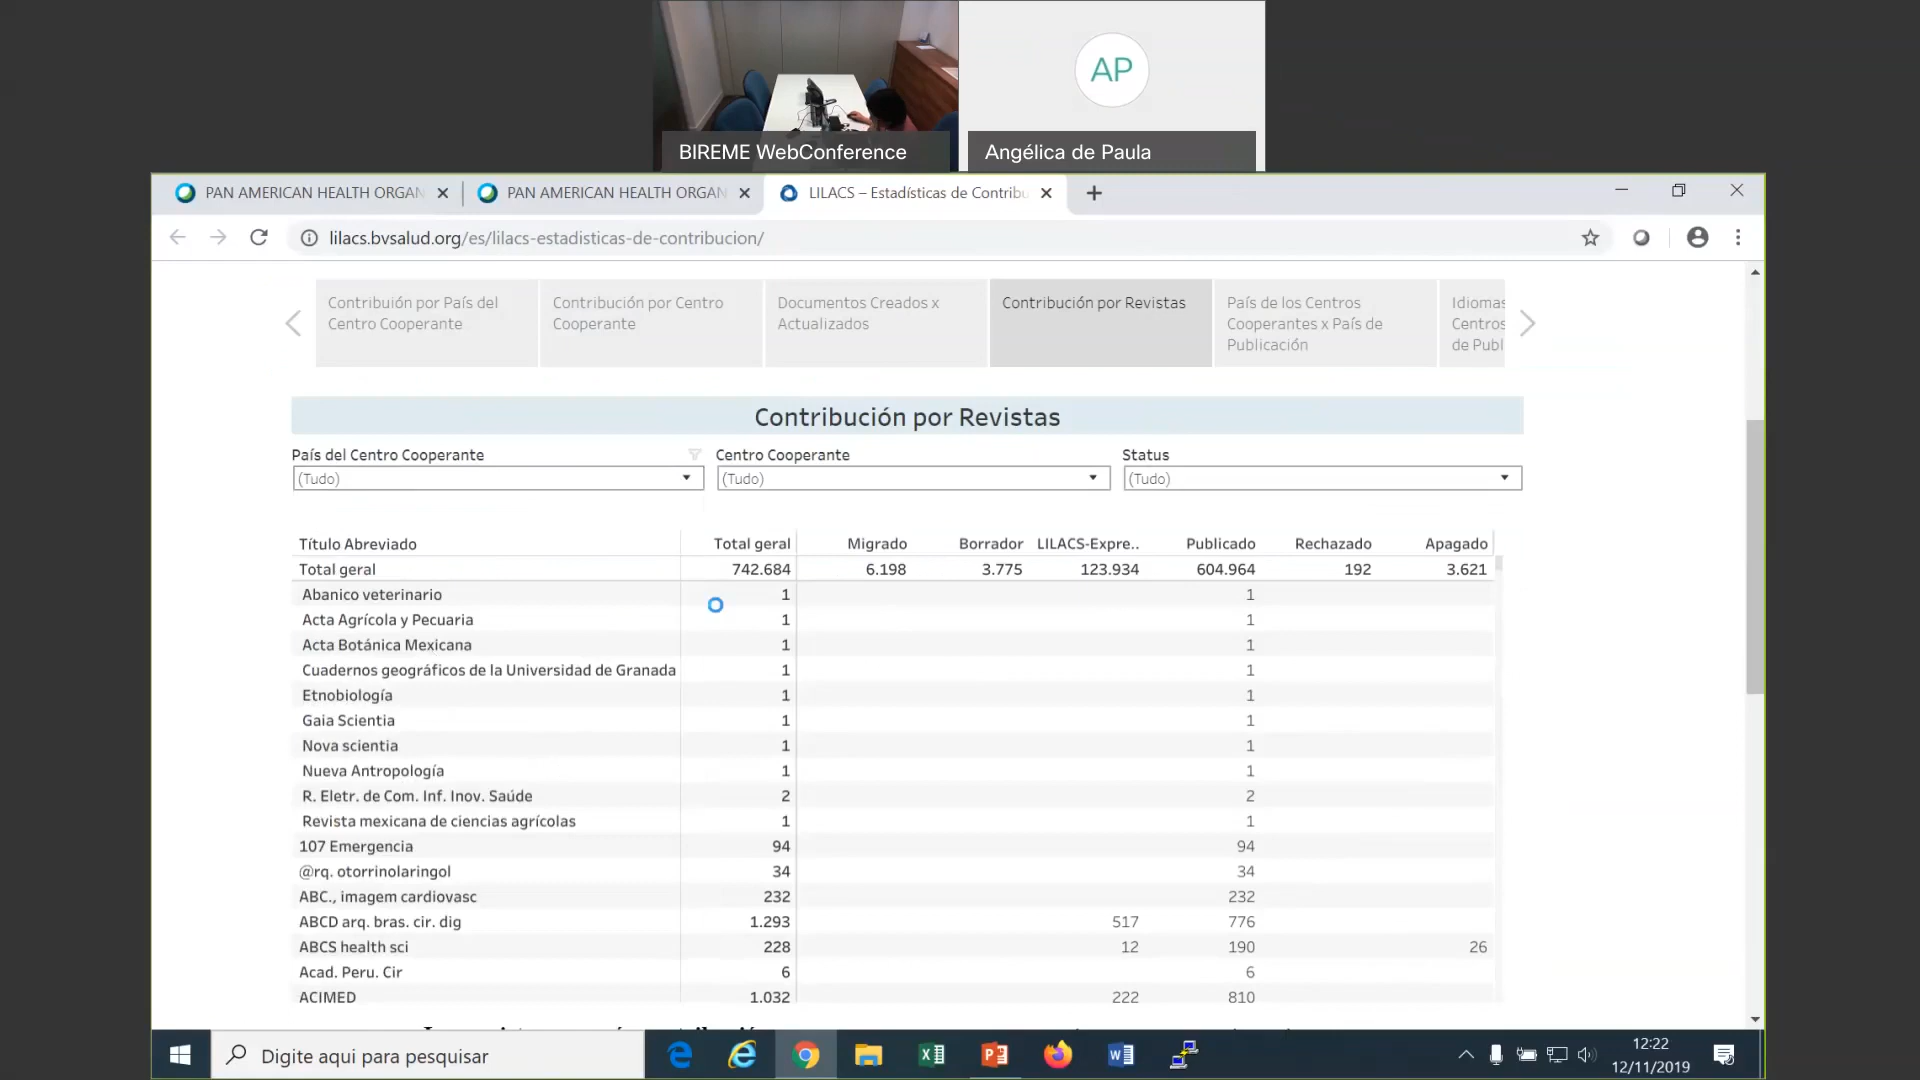 AP
BIREME WebConference
Angélica de Paula
PAN AMERICAN HEALTH ORGAN
PAN AMERICAN HEALTH ORGAN
LILACS – Estadísticas de Contribu
lilacs.bvsalud.org/es/lilacs-estadisticas-de-contribucion/
Contribuión por País del
Centro Cooperante
Contribución por Centro
Cooperante
Documentos Creados x
Actualizados
Contribución por Revistas
País de los Centros
Cooperantes x País de
Publicación
Idiomas
Centros
de Publ
Contribución por Revistas
País del Centro Cooperante
Centro Cooperante
Status
(Tudo)
(Tudo)
(Tudo)
Título Abreviado Total geral Migrado Borrador LILACS-Expre.. Publicado Rechazado Apagado
Total geral 742.684 6.198 3.775 123.934 604.964 192 3.621
Abanico veterinario 1 1
Acta Agrícola y Pecuaria 1 1
Acta Botánica Mexicana 1 1
Cuadernos geográficos de la Universidad de Granada 1 1
Etnobiología 1 1
Gaia Scientia 1 1
Nova scientia 1 1
Nueva Antropología 1 1
R. Eletr. de Com. Inf. Inov. Saúde 2 2
Revista mexicana de ciencias agrícolas 1 1
107 Emergencia 94 94
@rq. otorrinolaringol 34 34
ABC., imagem cardiovasc 232 232
ABCD arq. bras. cir. dig 1.293 517 776
ABCS health sci 228 12 190 26
Acad. Peru. Cir 6 6
ACIMED 1.032 222 810
Digite aqui para pesquisar
12:22
12/11/2019